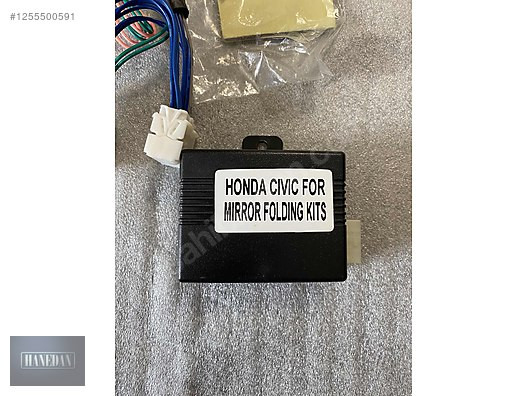 #1255500591
HONDA CIVIC FOR
MIRROR FOLDING KITS
HANEDAN